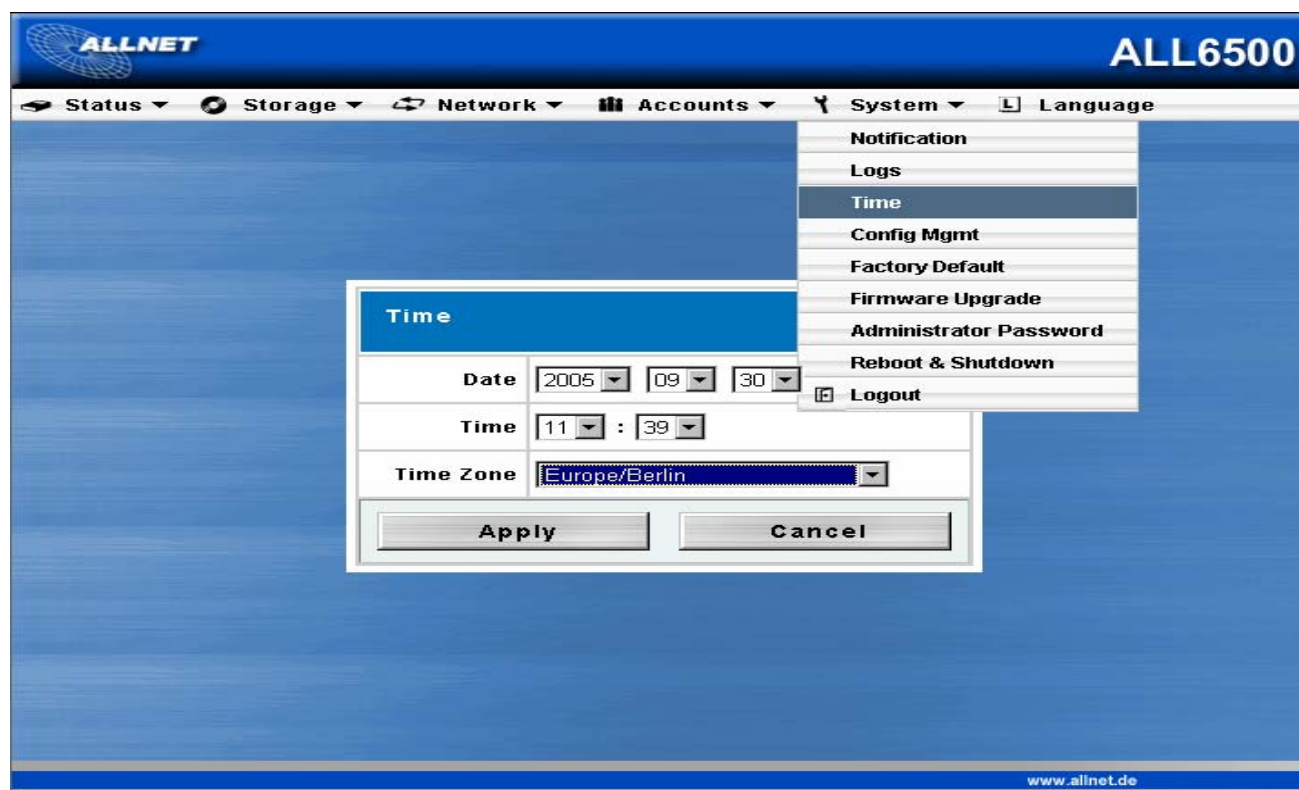 ALLNET
ALL6500
Status Storage Network Accounts System L Language
Notification
Logs
Time
Config Mgmt
Factory Default
Firmware Upgrade
Administrator Password
Reboot & Shutdown
Logout
Time
Date 2005 09 30
Time 11 : 39
Time Zone Europe/Berlin
Apply Cancel
www.allnet.de